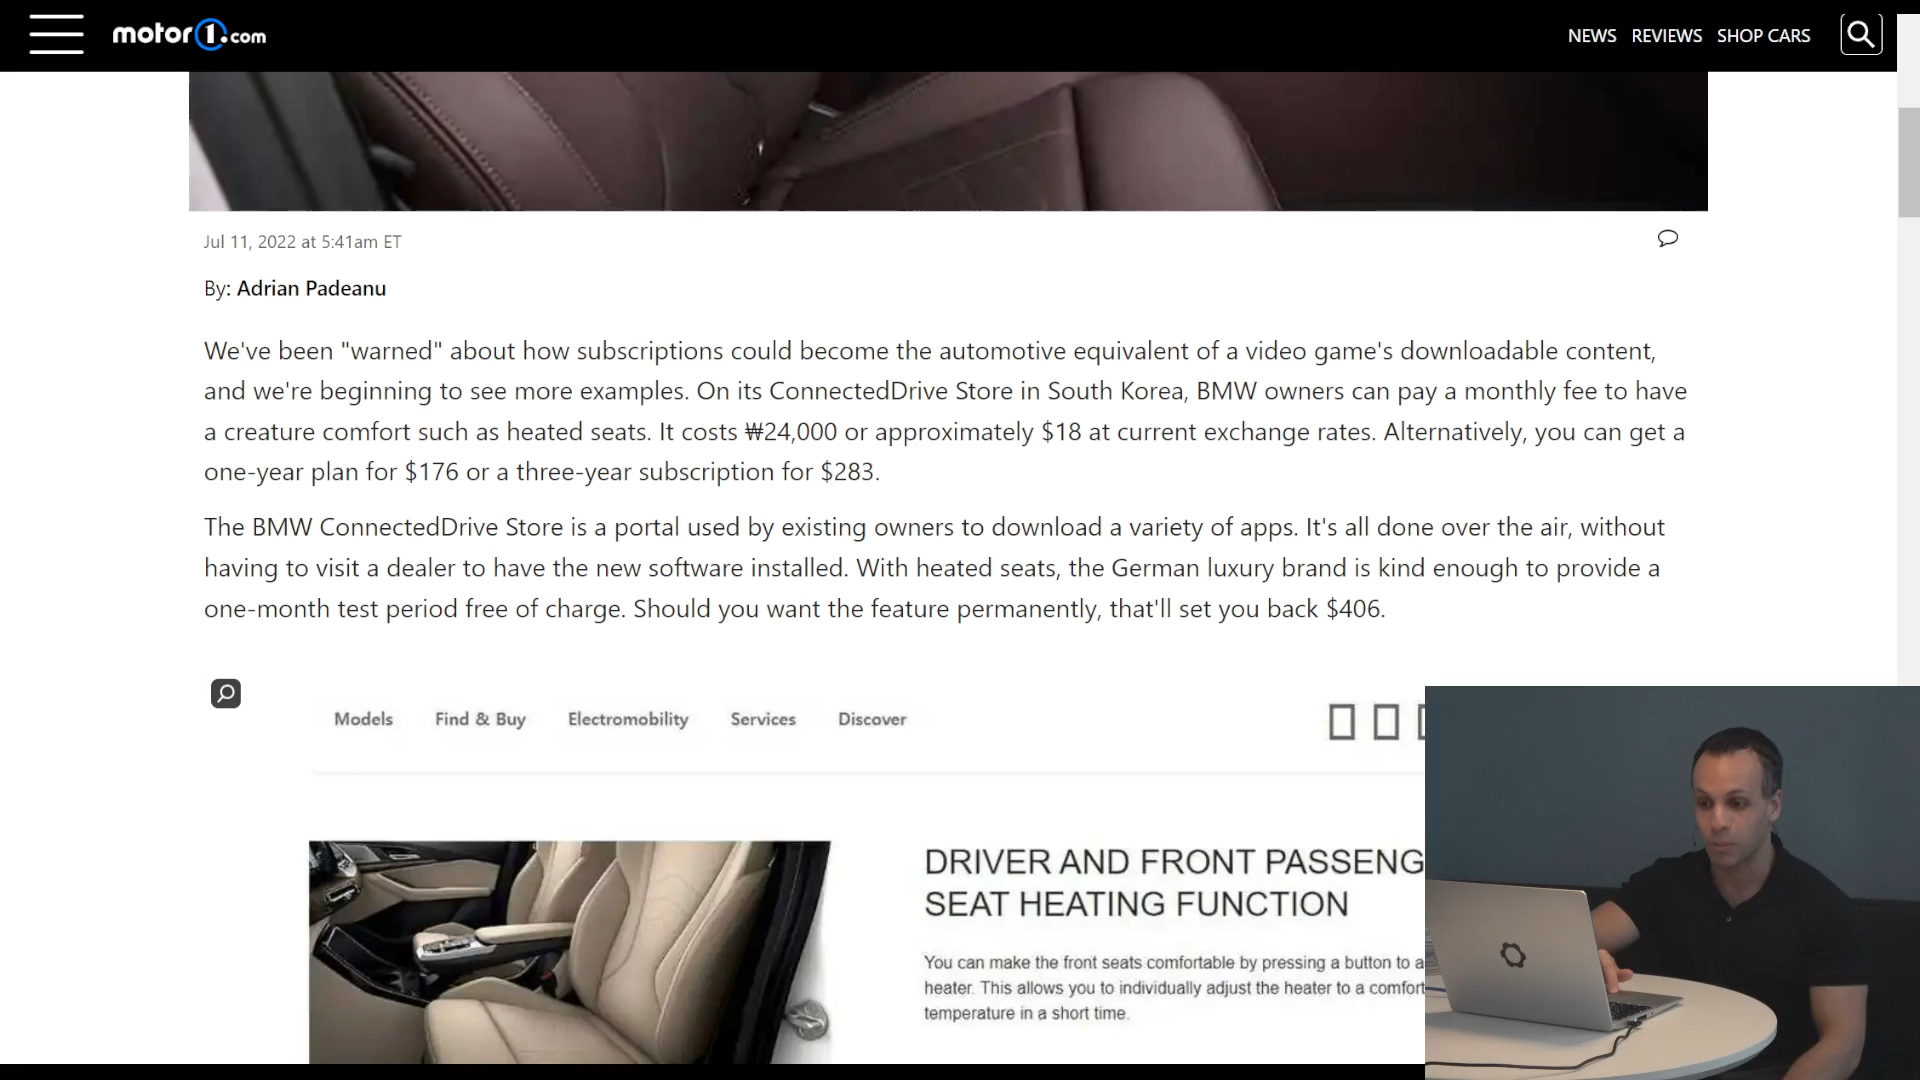 motor1.com
NEWS REVIEWS SHOP CARS
Jul 11, 2022 at 5:41am ET
By: Adrian Padeanu
We've been "warned" about how subscriptions could become the automotive equivalent of a video game's downloadable content,
and we're beginning to see more examples. On its ConnectedDrive Store in South Korea, BMW owners can pay a monthly fee to have
a creature comfort such as heated seats. It costs ₩24,000 or approximately $18 at current exchange rates. Alternatively, you can get a
one-year plan for $176 or a three-year subscription for $283.
The BMW ConnectedDrive Store is a portal used by existing owners to download a variety of apps. It's all done over the air, without
having to visit a dealer to have the new software installed. With heated seats, the German luxury brand is kind enough to provide a
one-month test period free of charge. Should you want the feature permanently, that'll set you back $406.
Models Find & Buy Electromobility Services Discover
DRIVER AND FRONT PASSENG
SEAT HEATING FUNCTION
You can make the front seats comfortable by pressing a button to a
heater. This allows you to individually adjust the heater to a comfort
temperature in a short time.